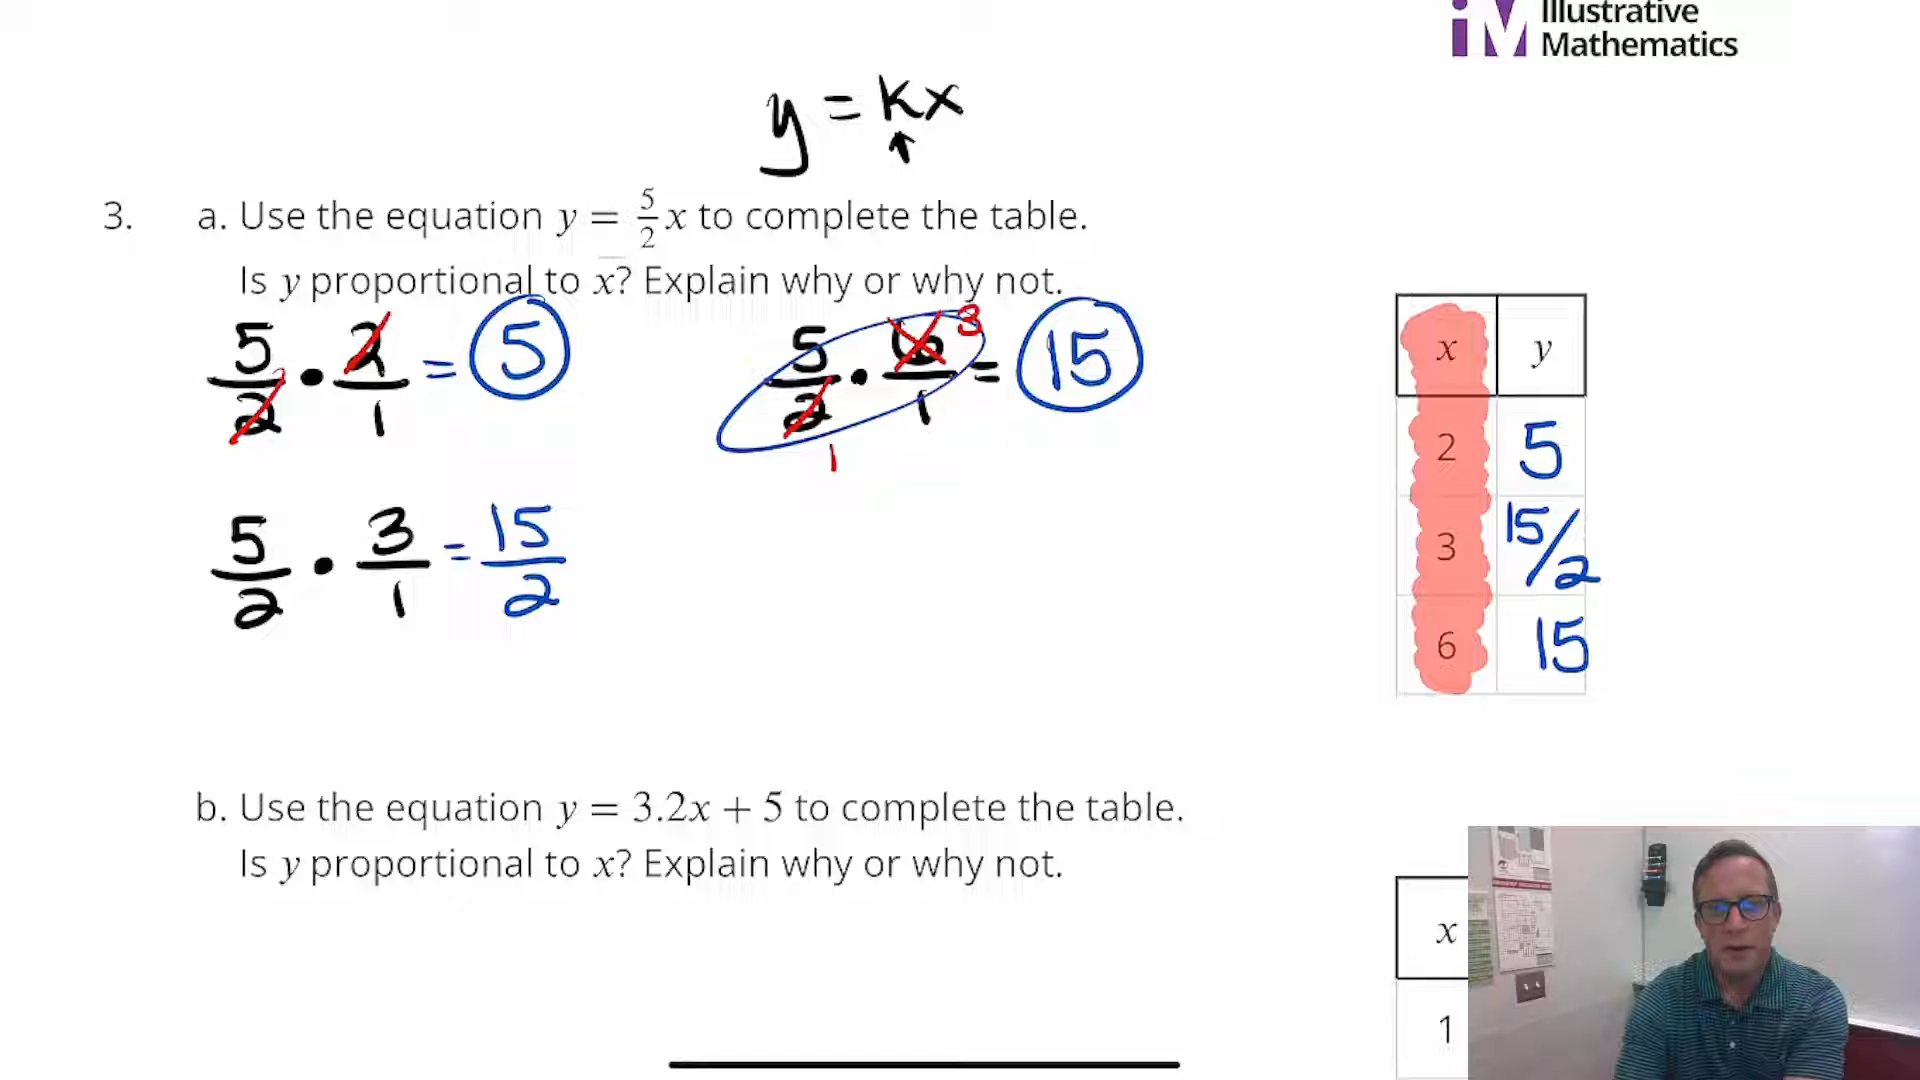 Illustrative
Mathematics
y = kx
3. a. Use the equation y = 5/2 x to complete the table.
Is y proportional to x? Explain why or why not.
5/2 • 2/1 = 5
5/2 • 6/1 = 15
3
1
5/2 • 3/1 = 15/2
x y
2 5
3 15/2
6 15
b. Use the equation y = 3.2x + 5 to complete the table.
Is y proportional to x? Explain why or why not.
x
1